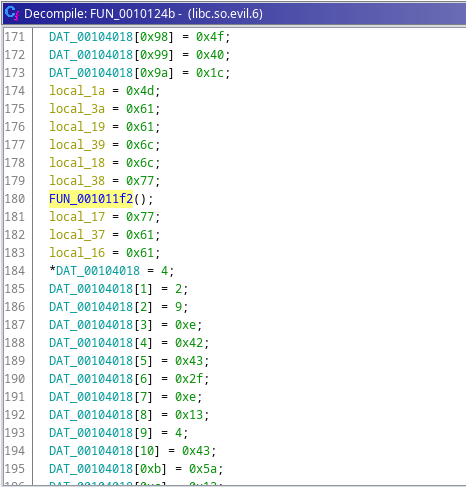 Decompile: FUN_0010124b - (libc.so.evil.6)
171 DAT_00104018[0x98] = 0x4f;
172 DAT_00104018[0x99] = 0x40;
173 DAT_00104018[0x9a] = 0x1c;
174 local_1a = 0x4d;
175 local_3a = 0x61;
176 local_19 = 0x61;
177 local_39 = 0x6c;
178 local_18 = 0x6c;
179 local_38 = 0x77;
180 FUN_001011f2();
181 local_17 = 0x77;
182 local_37 = 0x61;
183 local_16 = 0x61;
184 *DAT_00104018 = 4;
185 DAT_00104018[1] = 2;
186 DAT_00104018[2] = 9;
187 DAT_00104018[3] = 0xe;
188 DAT_00104018[4] = 0x42;
189 DAT_00104018[5] = 0x43;
190 DAT_00104018[6] = 0x2f;
191 DAT_00104018[7] = 0xe;
192 DAT_00104018[8] = 0x13;
193 DAT_00104018[9] = 4;
194 DAT_00104018[10] = 0x43;
195 DAT_00104018[0xb] = 0x5a;